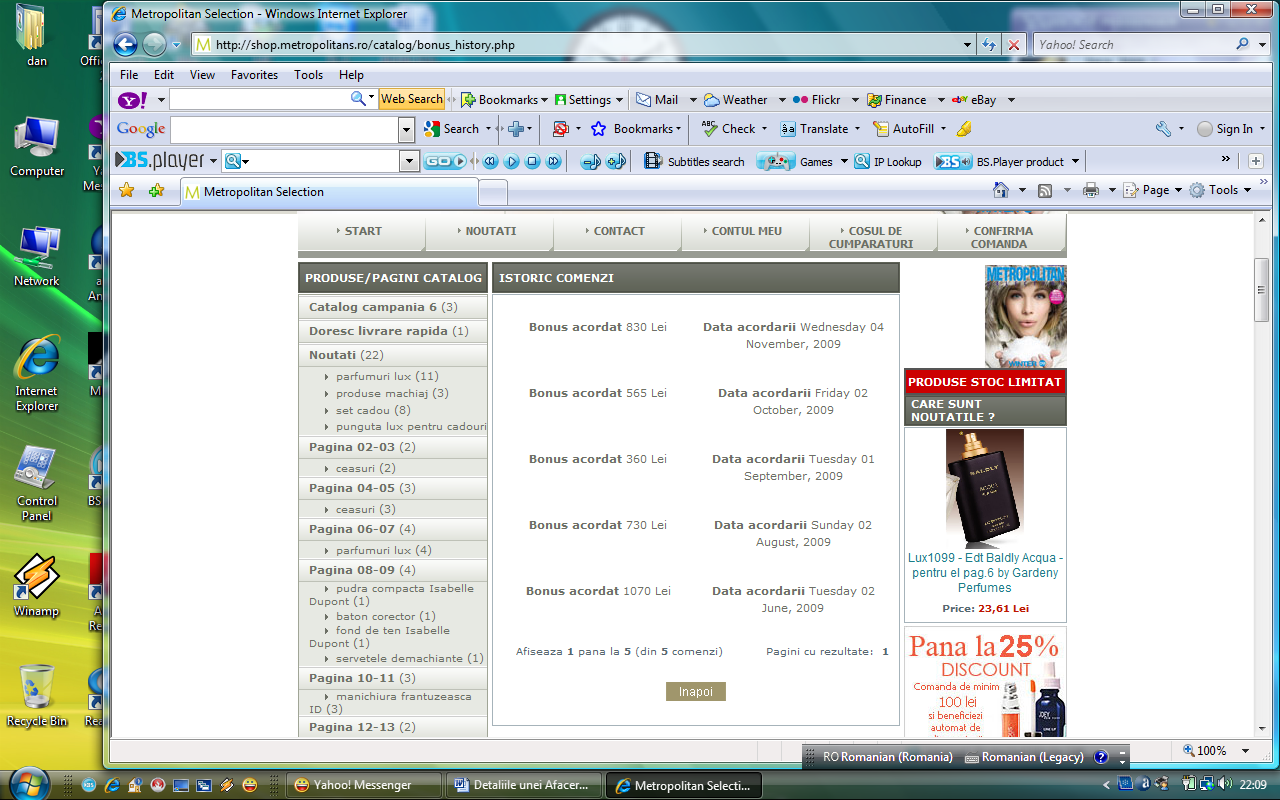 Metropolitan Selection - Windows Internet Explorer
http://shop.metropolitans.ro/catalog/bonus_history.php
Yahoo! Search
File Edit View Favorites Tools Help
Y! Web Search Bookmarks Settings Mail Weather Flickr Finance eBay
Google Search Bookmarks ABC Check Translate AutoFill Sign In
BS.player GO Subtitles search Games IP Lookup BS.Player product
Metropolitan Selection
Page Tools
dan
Computer
Network
Internet
Explorer
Control
Panel
Winamp
Recycle Bin
START NOUTATI CONTACT CONTUL MEU COSUL DE CUMPARATURI CONFIRMA COMANDA
PRODUSE/PAGINI CATALOG
Catalog campania 6 (3)
Doresc livrare rapida (1)
Noutati (22)
parfumuri lux (11)
produse machiaj (3)
set cadou (8)
punguta lux pentru cadouri
Pagina 02-03 (2)
ceasuri (2)
Pagina 04-05 (3)
ceasuri (3)
Pagina 06-07 (4)
parfumuri lux (4)
Pagina 08-09 (4)
pudra compacta Isabelle
Dupont (1)
baton corector (1)
fond de ten Isabelle
Dupont (1)
servetele demachiante (1)
Pagina 10-11 (3)
manichiura frantuzeasca
ID (3)
Pagina 12-13 (2)
ISTORIC COMENZI
Bonus acordat 830 Lei Data acordarii Wednesday 04
November, 2009
Bonus acordat 565 Lei Data acordarii Friday 02
October, 2009
Bonus acordat 360 Lei Data acordarii Tuesday 01
September, 2009
Bonus acordat 730 Lei Data acordarii Sunday 02
August, 2009
Bonus acordat 1070 Lei Data acordarii Tuesday 02
June, 2009
Afiseaza 1 pana la 5 (din 5 comenzi) Pagini cu rezultate: 1
Inapoi
METROPOLITAN
PRODUSE STOC LIMITAT
CARE SUNT
NOUTATILE ?
BALDLY
Lux1099 - Edt Baldly Acqua -
pentru el pag.6 by Gardeny
Perfumes
Price: 23,61 Lei
Pana la 25%
DISCOUNT
Comanda de minim
100 lei
si beneficiezi
automat de
100%
RO Romanian (Romania) Romanian (Legacy)
Yahoo! Messenger Detaliile unei Afacer... Metropolitan Selecti... 22:09